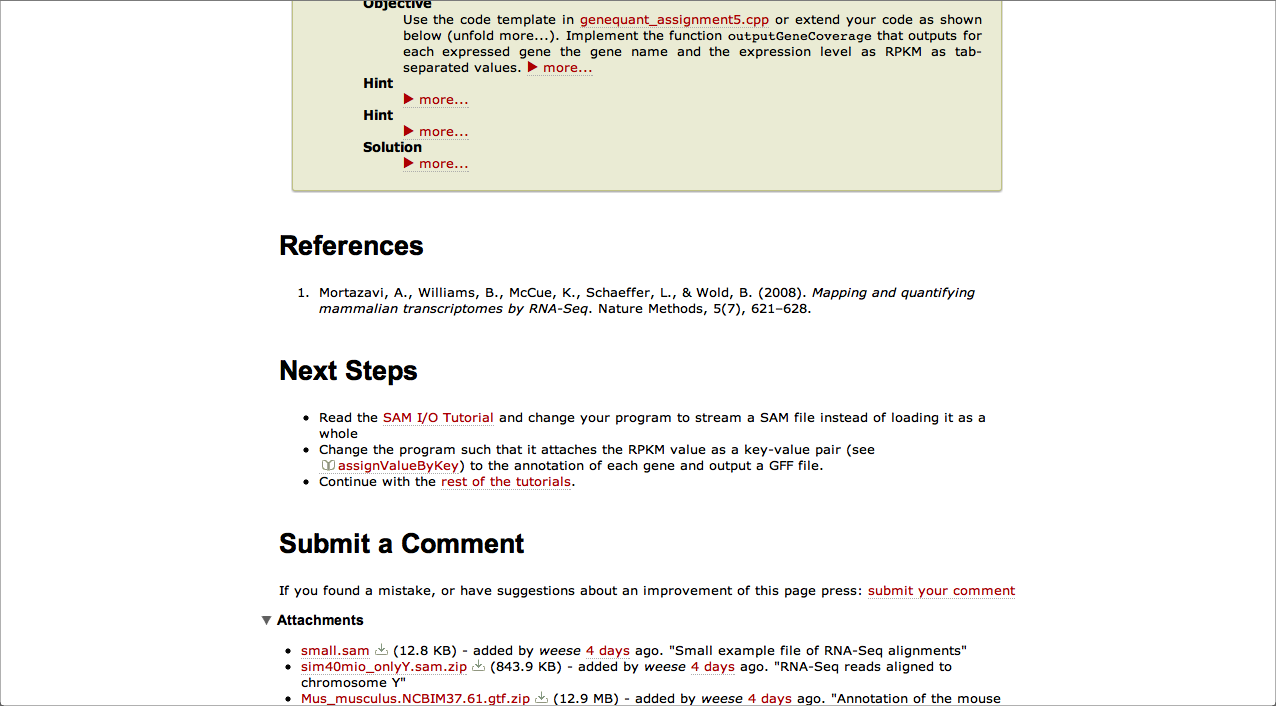 Objective
Use the code template in genequant_assignment5.cpp or extend your code as shown
below (unfold more...). Implement the function outputGeneCoverage that outputs for
each expressed gene the gene name and the expression level as RPKM as tab-
separated values. ▶ more...
Hint
▶ more...
Hint
▶ more...
Solution
▶ more...
References
1. Mortazavi, A., Williams, B., McCue, K., Schaeffer, L., & Wold, B. (2008). Mapping and quantifying
mammalian transcriptomes by RNA-Seq. Nature Methods, 5(7), 621–628.
Next Steps
• Read the SAM I/O Tutorial and change your program to stream a SAM file instead of loading it as a
whole
• Change the program such that it attaches the RPKM value as a key-value pair (see
assignValueByKey) to the annotation of each gene and output a GFF file.
• Continue with the rest of the tutorials.
Submit a Comment
If you found a mistake, or have suggestions about an improvement of this page press: submit your comment
▼ Attachments
• small.sam (12.8 KB) - added by weese 4 days ago. "Small example file of RNA-Seq alignments"
• sim40mio_onlyY.sam.zip (843.9 KB) - added by weese 4 days ago. "RNA-Seq reads aligned to
chromosome Y"
• Mus_musculus.NCBIM37.61.gtf.zip (12.9 MB) - added by weese 4 days ago. "Annotation of the mouse